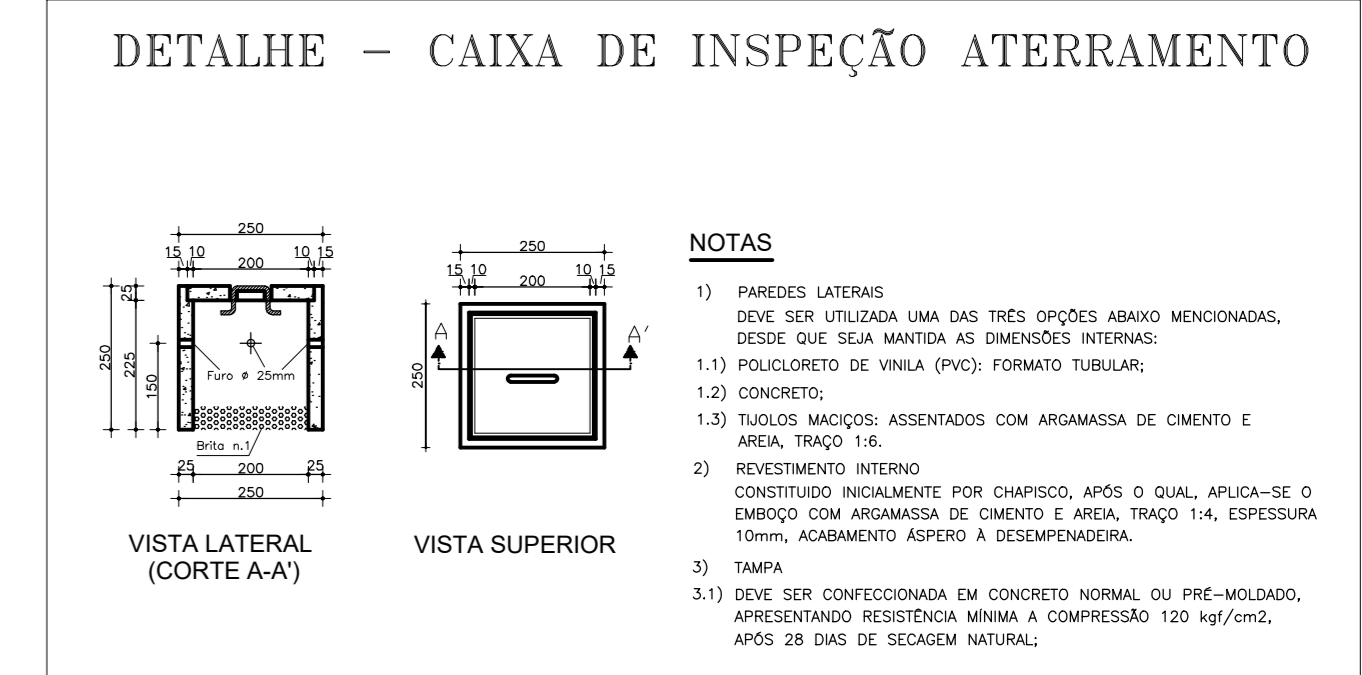 DETALHE – CAIXA DE INSPEÇÃO ATERRAMENTO
250
15 10
10 15
200
25
250
225
150
Furo ø 25mm
Brita n.1
25
200
25
250
VISTA LATERAL
(CORTE A-A')
250
15 10
10 15
200
A
A'
250
VISTA SUPERIOR
NOTAS
1) PAREDES LATERAIS
DEVE SER UTILIZADA UMA DAS TRÊS OPÇÕES ABAIXO MENCIONADAS,
DESDE QUE SEJA MANTIDA AS DIMENSÕES INTERNAS:
1.1) POLICLORETO DE VINILA (PVC): FORMATO TUBULAR;
1.2) CONCRETO;
1.3) TIJOLOS MACIÇOS: ASSENTADOS COM ARGAMASSA DE CIMENTO E
AREIA, TRAÇO 1:6.
2) REVESTIMENTO INTERNO
CONSTITUIDO INICIALMENTE POR CHAPISCO, APÓS O QUAL, APLICA-SE O
EMBOÇO COM ARGAMASSA DE CIMENTO E AREIA, TRAÇO 1:4, ESPESSURA
10mm, ACABAMENTO ÁSPERO À DESEMPENADEIRA.
3) TAMPA
3.1) DEVE SER CONFECCIONADA EM CONCRETO NORMAL OU PRÉ-MOLDADO,
APRESENTANDO RESISTÊNCIA MÍNIMA A COMPRESSÃO 120 kgf/cm2,
APÓS 28 DIAS DE SECAGEM NATURAL;